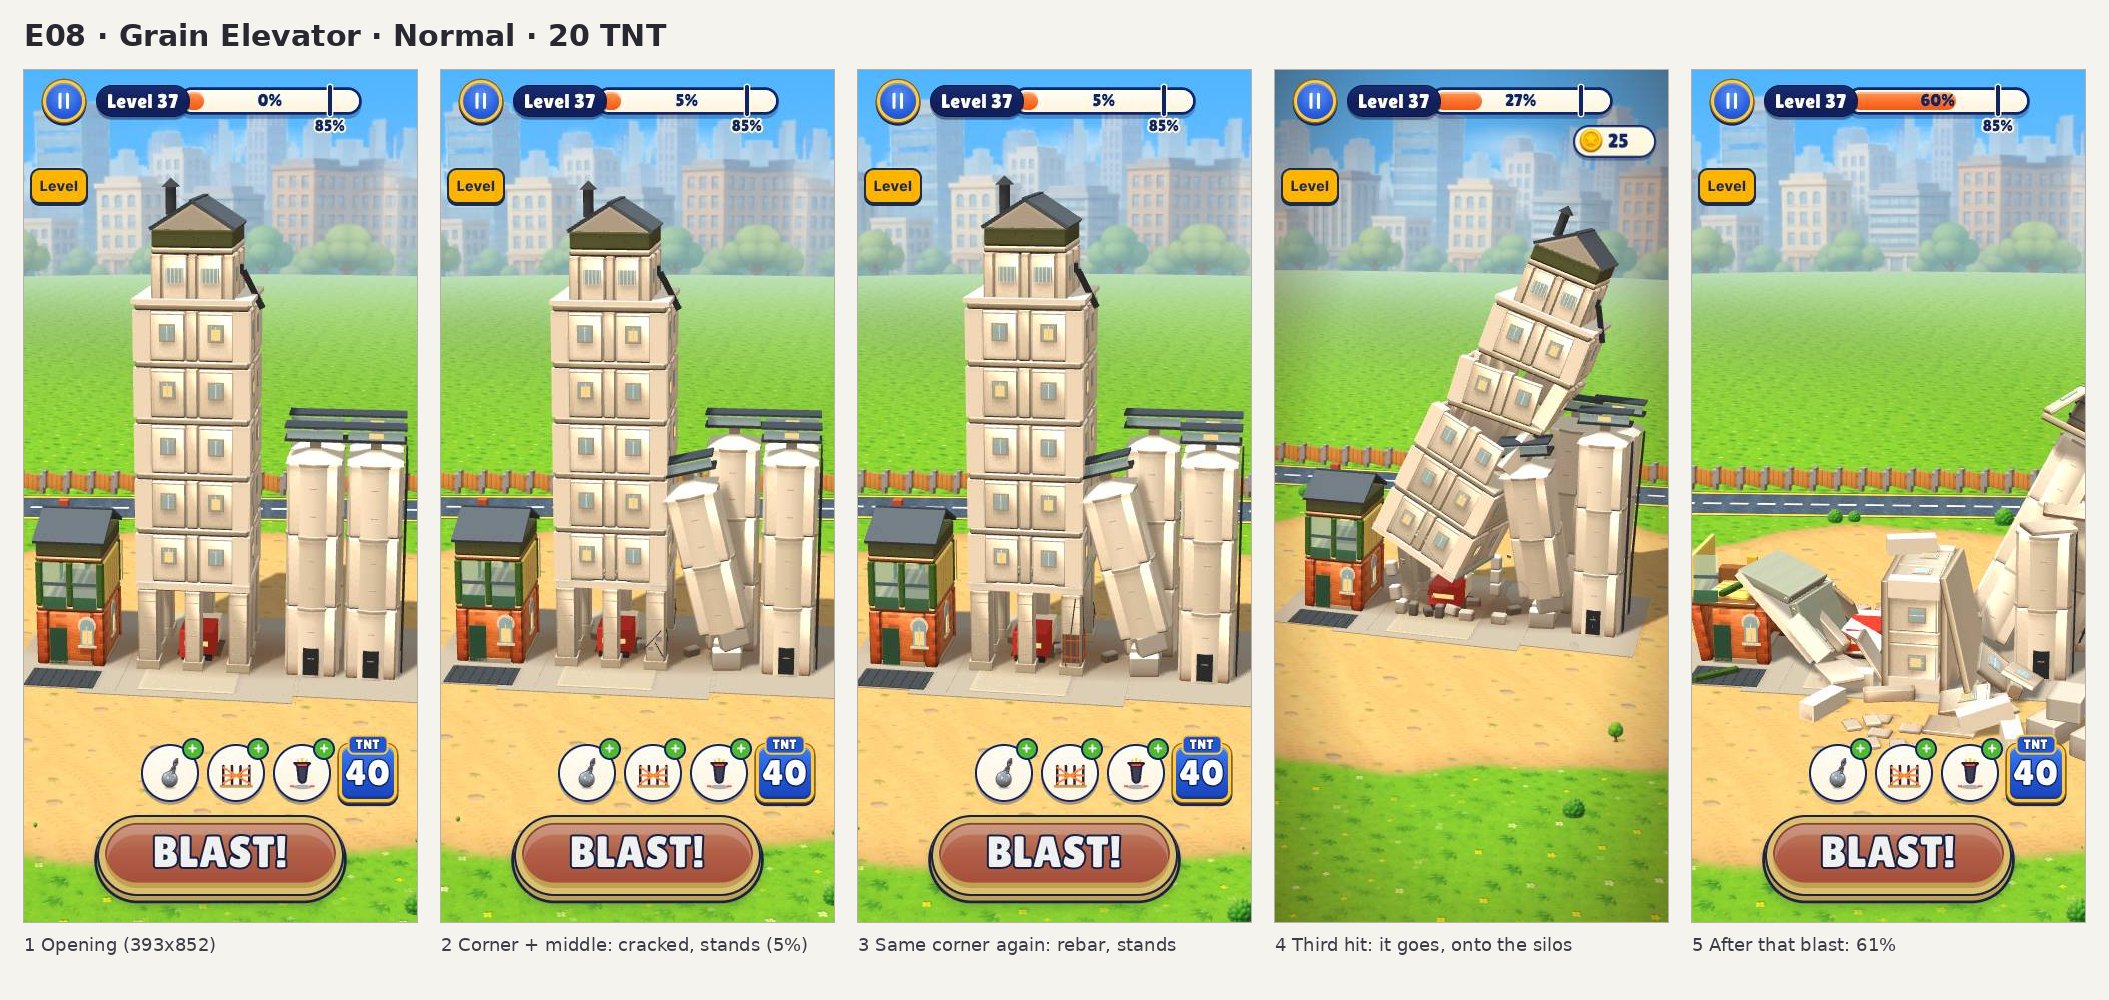 E08 · Grain Elevator · Normal · 20 TNT
Level 37
0%
85%
Level
TNT
40
BLAST!
1 Opening (393x852)
Level 37
5%
85%
Level
TNT
40
BLAST!
2 Corner + middle: cracked, stands (5%)
Level 37
5%
85%
Level
TNT
40
BLAST!
3 Same corner again: rebar, stands
Level 37
27%
25
Level
4 Third hit: it goes, onto the silos
Level 37
60%
85%
Level
TNT
40
BLAST!
5 After that blast: 61%